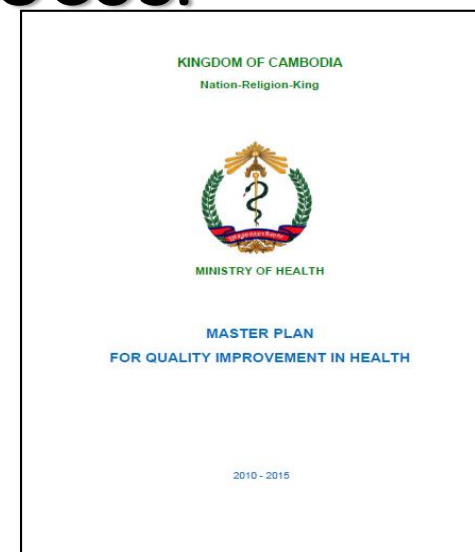 KINGDOM OF CAMBODIA
Nation-Religion-King
MINISTRY OF HEALTH
MASTER PLAN
FOR QUALITY IMPROVEMENT IN HEALTH
2010 - 2015